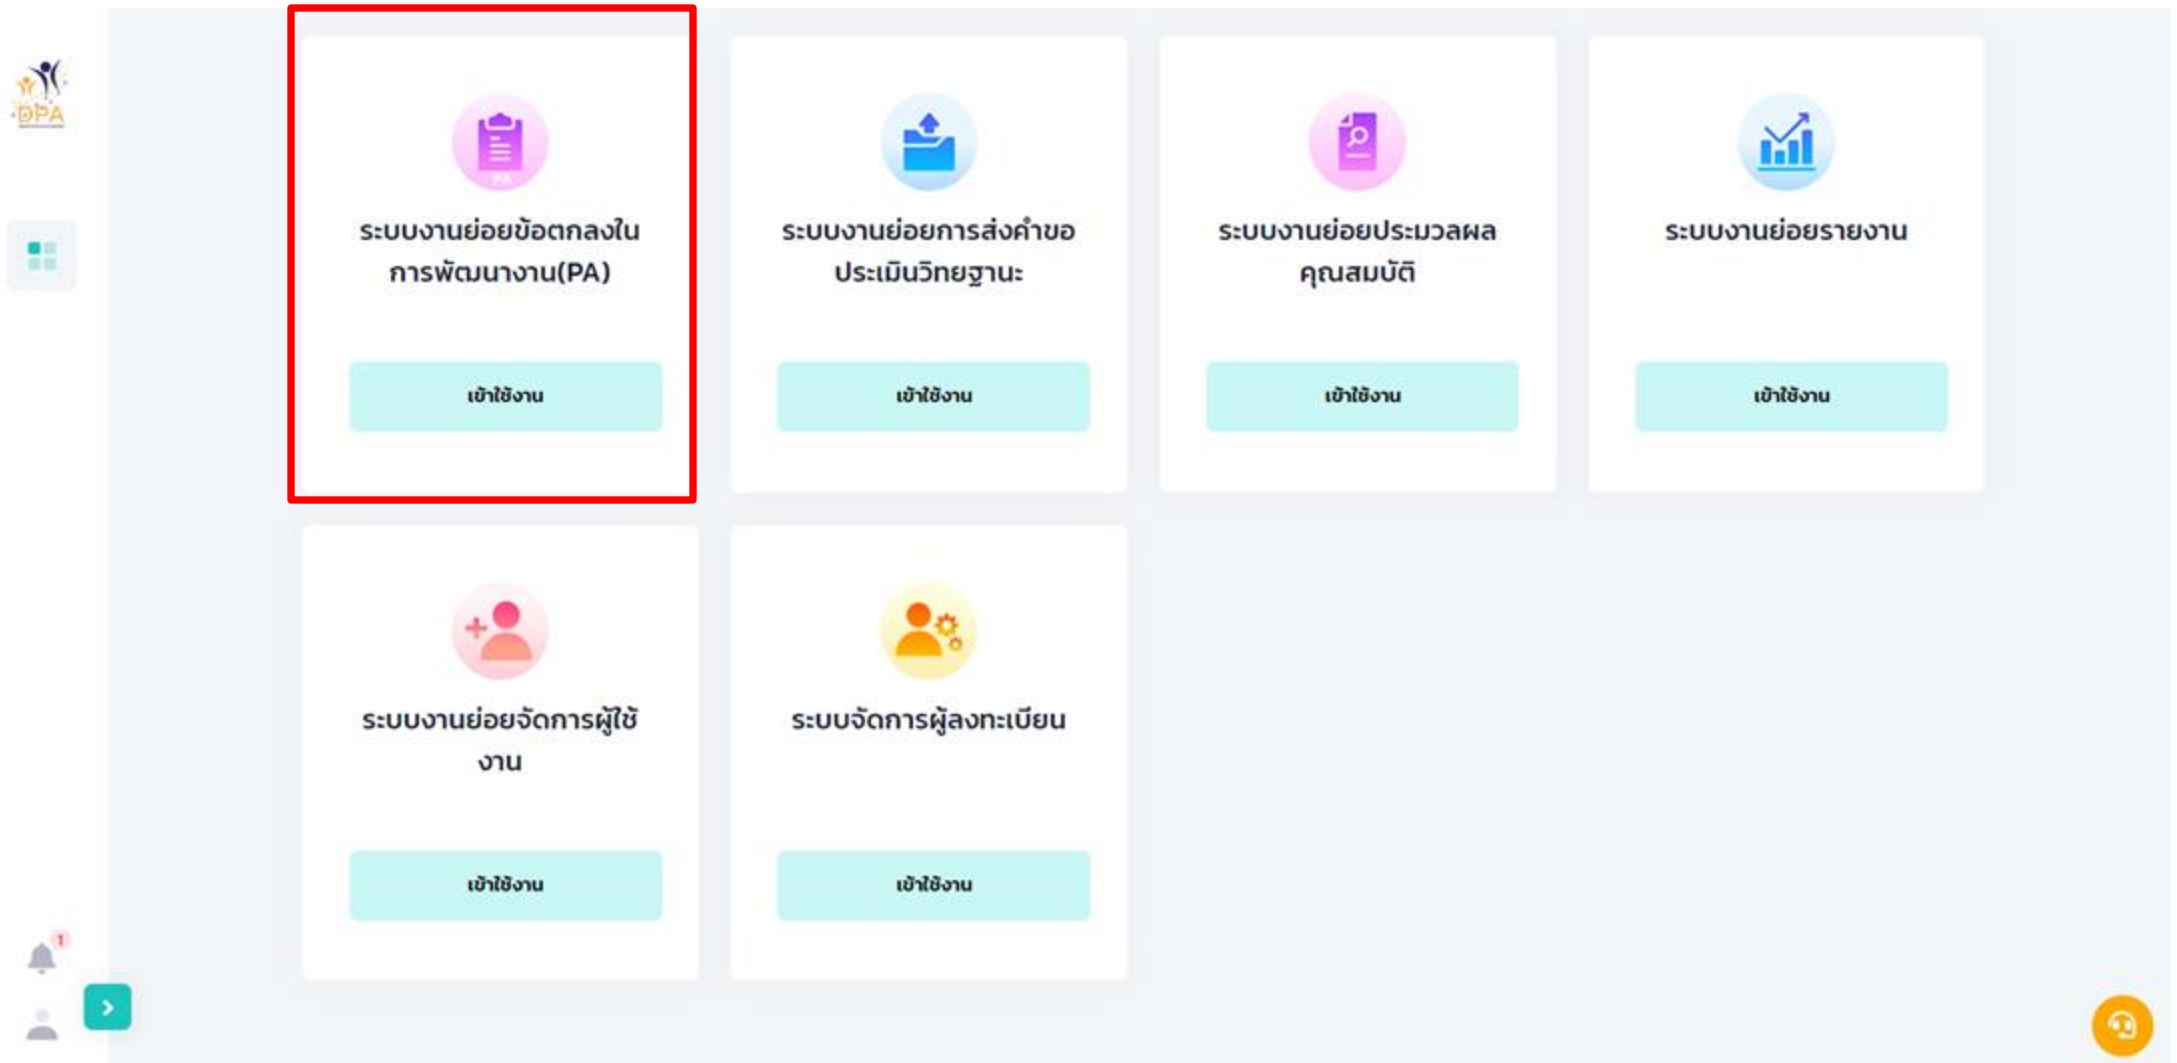 DPA
PA
ระบบงานย่อยข้อตกลงใน
การพัฒนางาน(PA)
เข้าใช้งาน
ระบบงานย่อยการส่งคำขอ
ประเมินวิทยฐานะ
เข้าใช้งาน
ระบบงานย่อยประมวลผล
คุณสมบัติ
เข้าใช้งาน
ระบบงานย่อยรายงาน
เข้าใช้งาน
ระบบงานย่อยจัดการผู้ใช้
งาน
เข้าใช้งาน
ระบบจัดการผู้ลงทะเบียน
เข้าใช้งาน
1